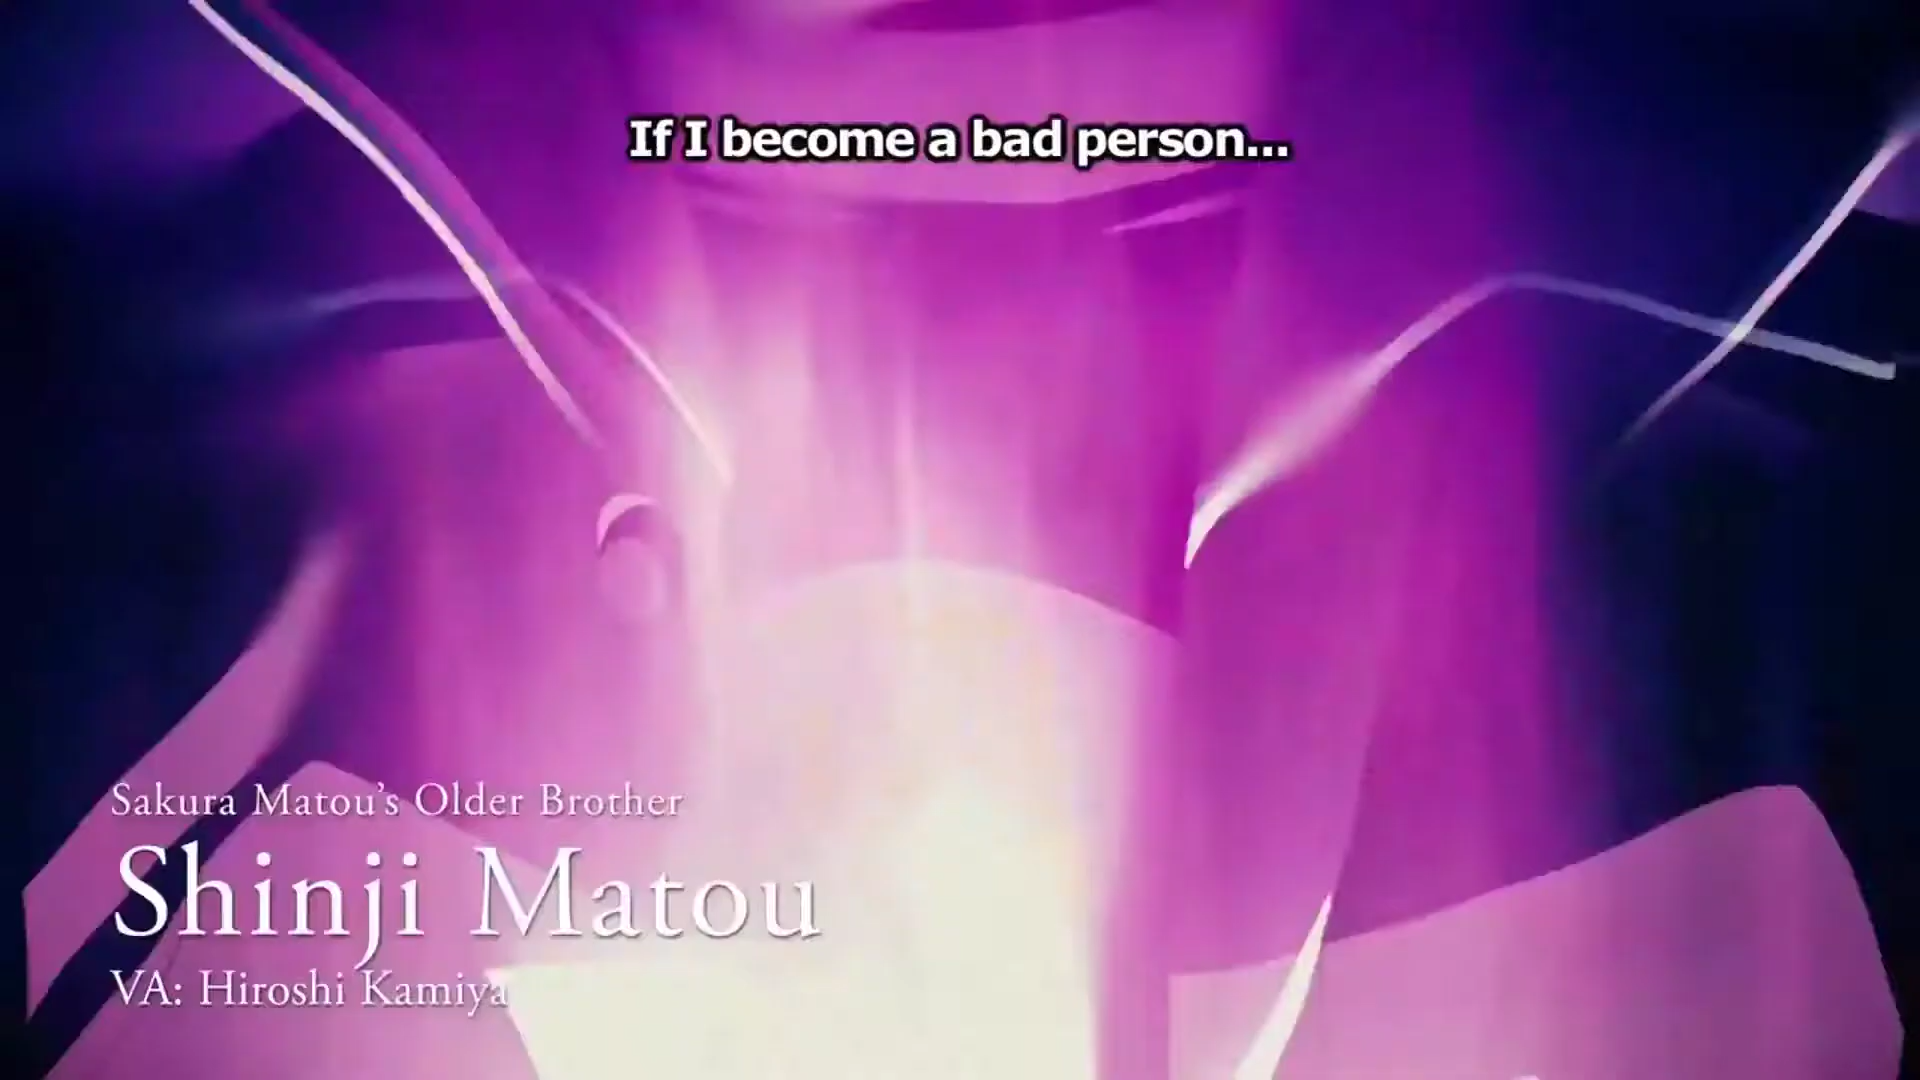 If I become a bad person...
Sakura Matou's Older Brother
Shinji Matou
VA: Hiroshi Kamiya